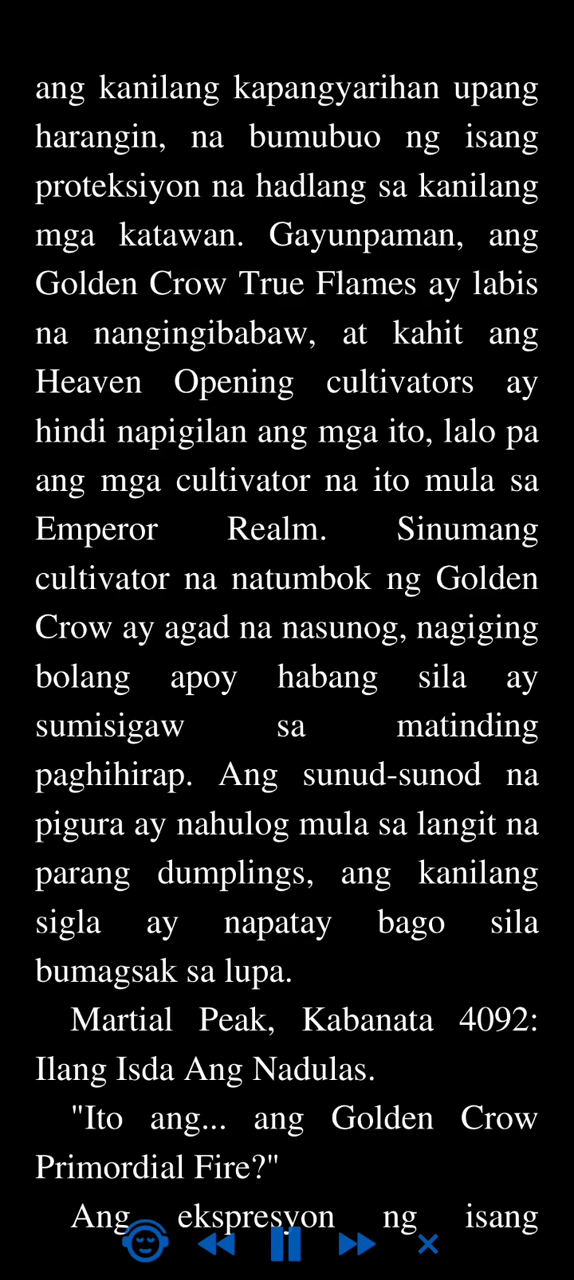 ang kanilang kapangyarihan upang
harangin, na bumubuo ng isang
proteksiyon na hadlang sa kanilang
mga katawan. Gayunpaman, ang
Golden Crow True Flames ay labis
na nangingibabaw, at kahit ang
Heaven Opening cultivators ay
hindi napigilan ang mga ito, lalo pa
ang mga cultivator na ito mula sa
Emperor Realm. Sinumang
cultivator na natumbok ng Golden
Crow ay agad na nasunog, nagiging
bolang apoy habang sila ay
sumisigaw sa matinding
paghihirap. Ang sunud-sunod na
pigura ay nahulog mula sa langit na
parang dumplings, ang kanilang
sigla ay napatay bago sila
bumagsak sa lupa.
Martial Peak, Kabanata 4092:
Ilang Isda Ang Nadulas.
"Ito ang... ang Golden Crow
Primordial Fire?"
Ang ekspresyon ng isang